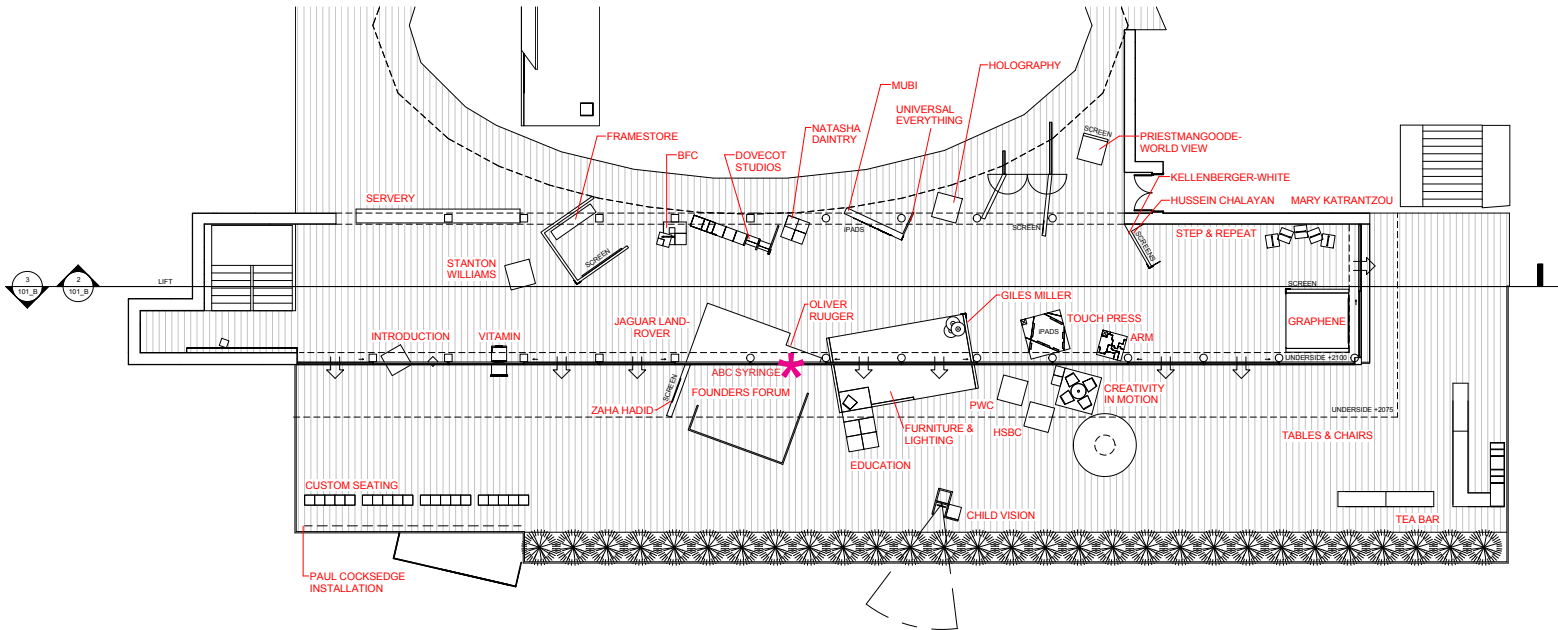 HOLOGRAPHY
MUBI
UNIVERSAL
EVERYTHING
FRAMESTORE
NATASHA
DAINTRY
BFC
DOVECOT
STUDIOS
SCREEN
PRIESTMANGOODE-
WORLD VIEW
KELLENBERGER-WHITE
SERVERY
HUSSEIN CHALAYAN
MARY KATRANTZOU
iPADS
SCREEN
SCREENS
STEP & REPEAT
SCREEN
STANTON
WILLIAMS
3
101_B
2
101_B
LIFT
SCREEN
GILES MILLER
OLIVER
RUUGER
TOUCH PRESS
JAGUAR LAND-
ROVER
GRAPHENE
INTRODUCTION
VITAMIN
iPADS
ARM
UNDERSIDE +2100
ABC SYRINGE
FOUNDERS FORUM
SCREEN
ZAHA HADID
PWC
CREATIVITY
IN MOTION
HSBC
UNDERSIDE +2075
FURNITURE &
LIGHTING
TABLES & CHAIRS
EDUCATION
CUSTOM SEATING
CHILD VISION
TEA BAR
PAUL COCKSEDGE
INSTALLATION